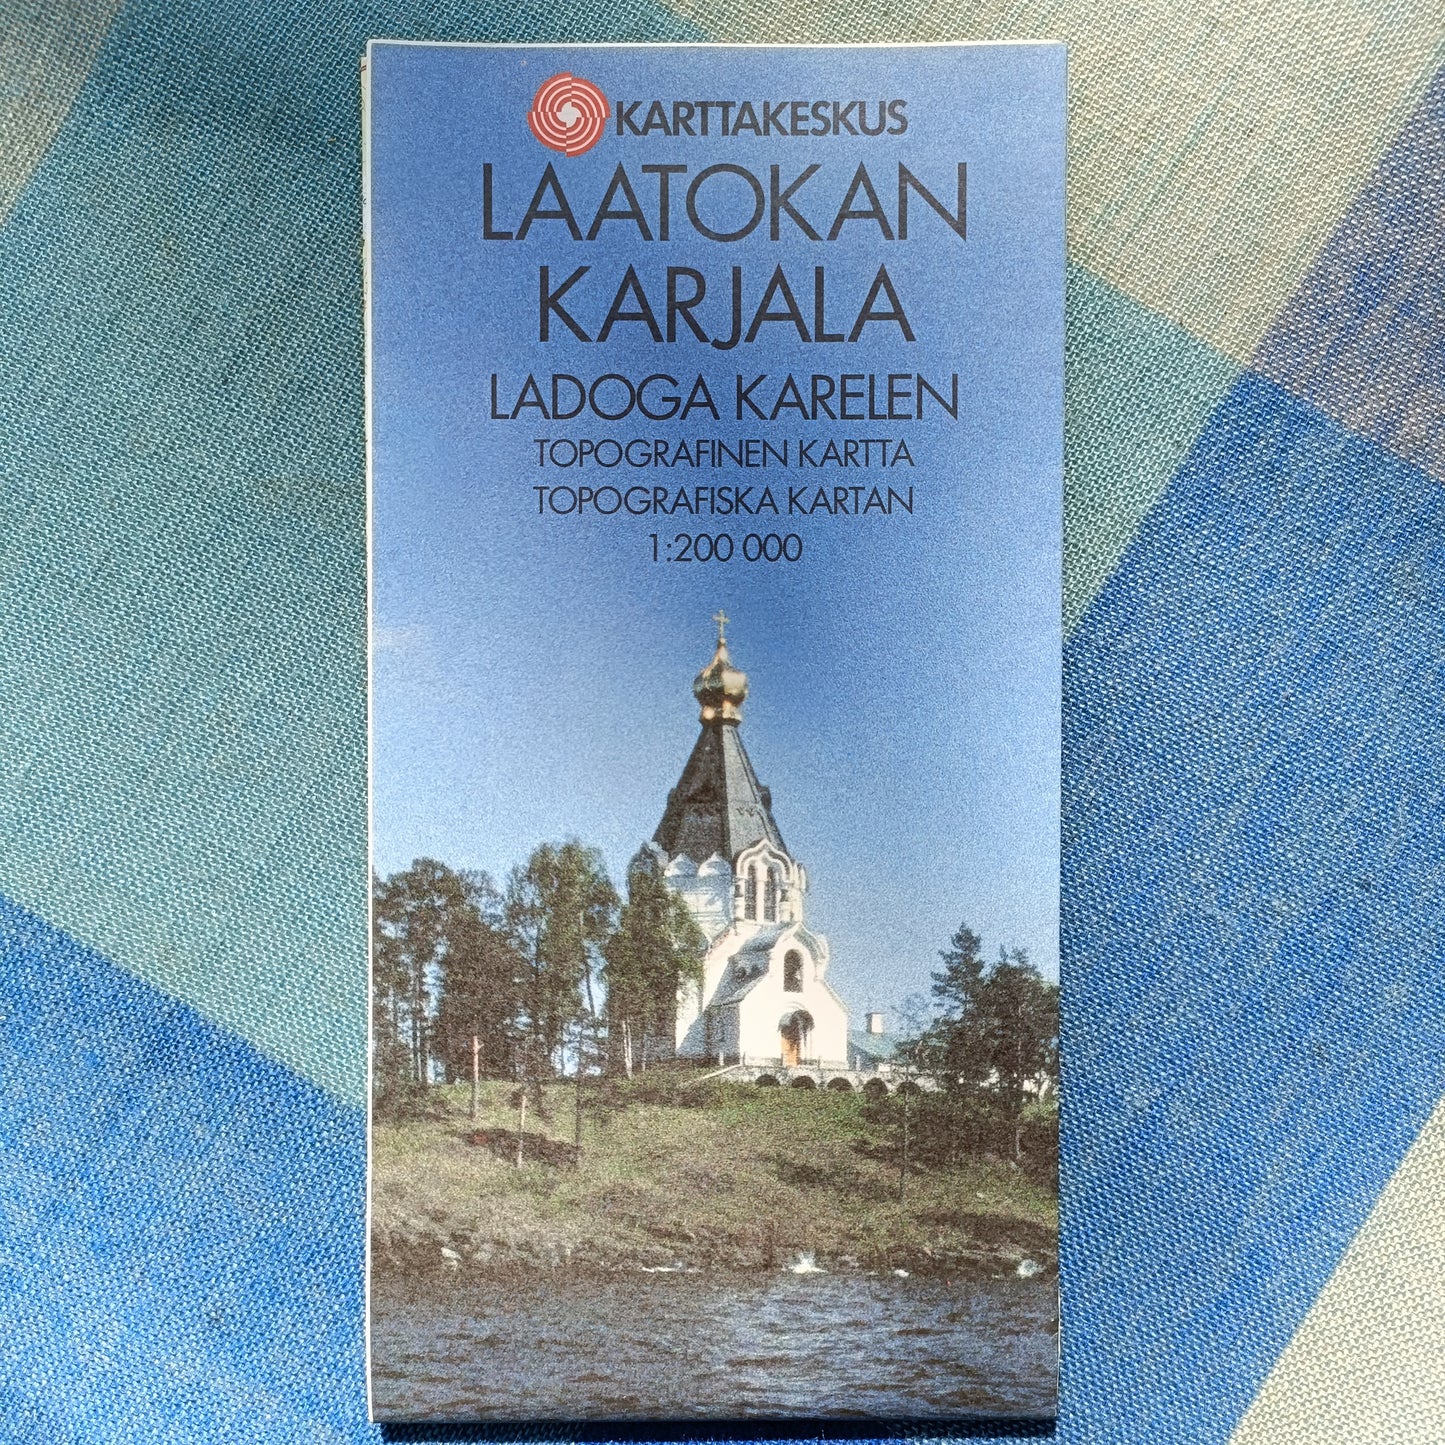 KARTTAKESKUS
LAATOKAN
KARJALA
LADOGA KARELEN
TOPOGRAFINEN KARTTA
TOPOGRAFISKA KARTAN
1:200 000